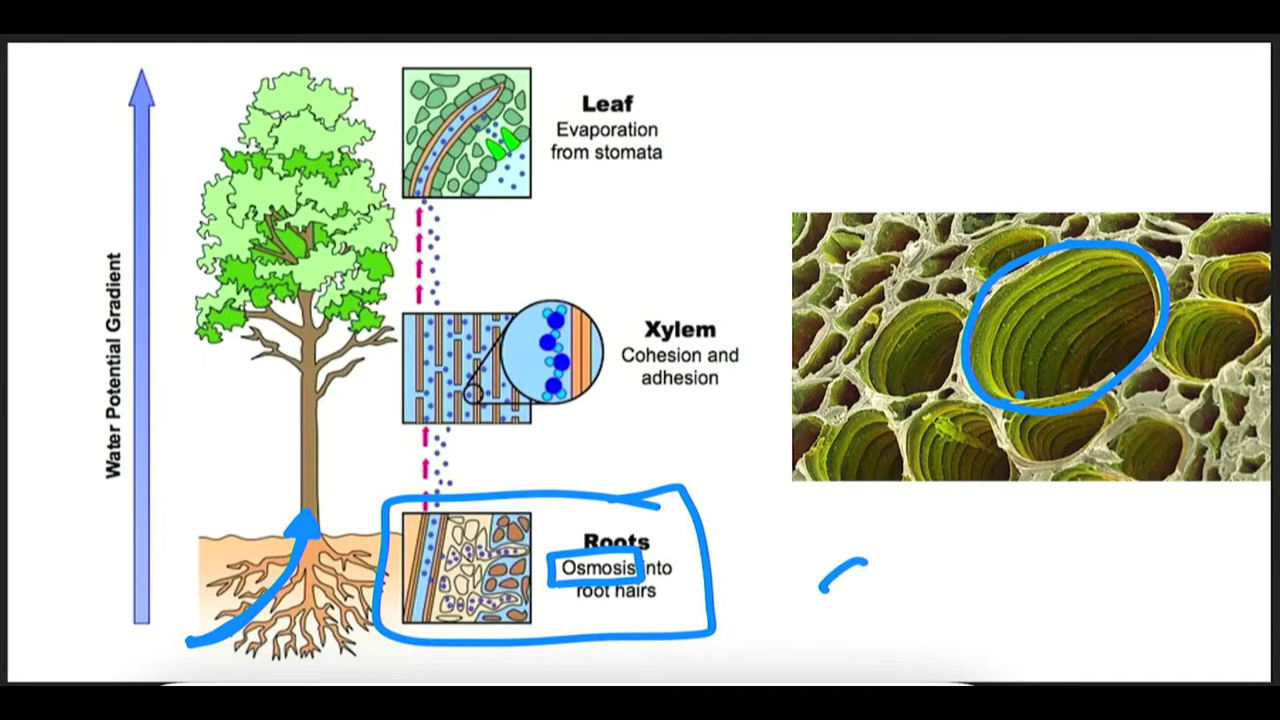 Water Potential Gradient
Leaf
Evaporation
from stomata
Xylem
Cohesion and
adhesion
Roots
Osmosis into
root hairs